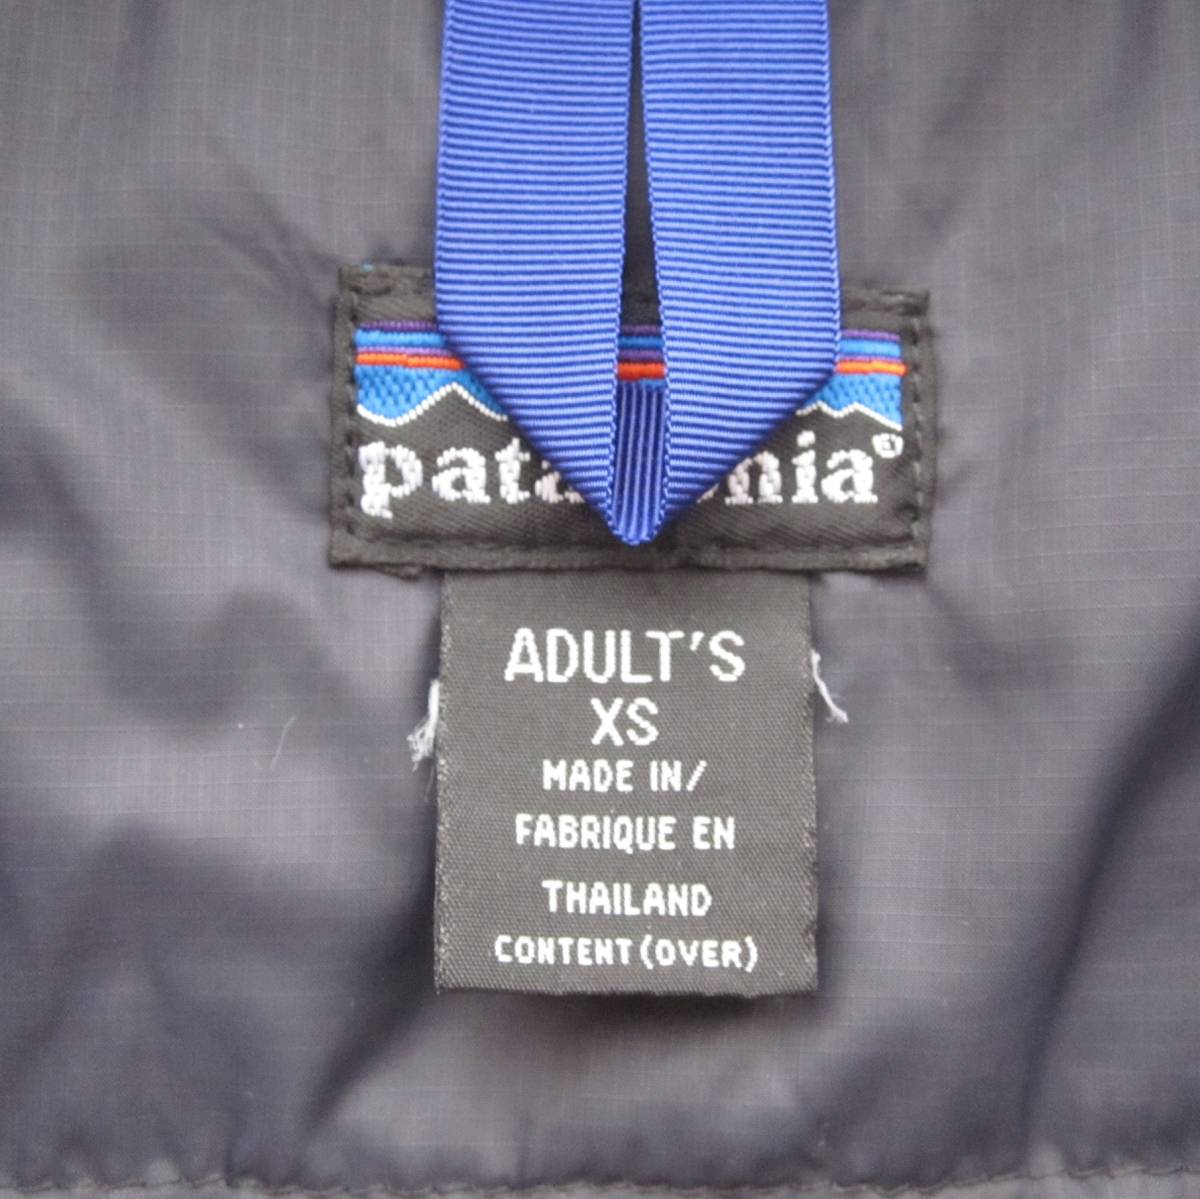 ADULT'S
XS
MADE IN/
FABRIQUE EN
THAILAND
CONTENT (OVER)